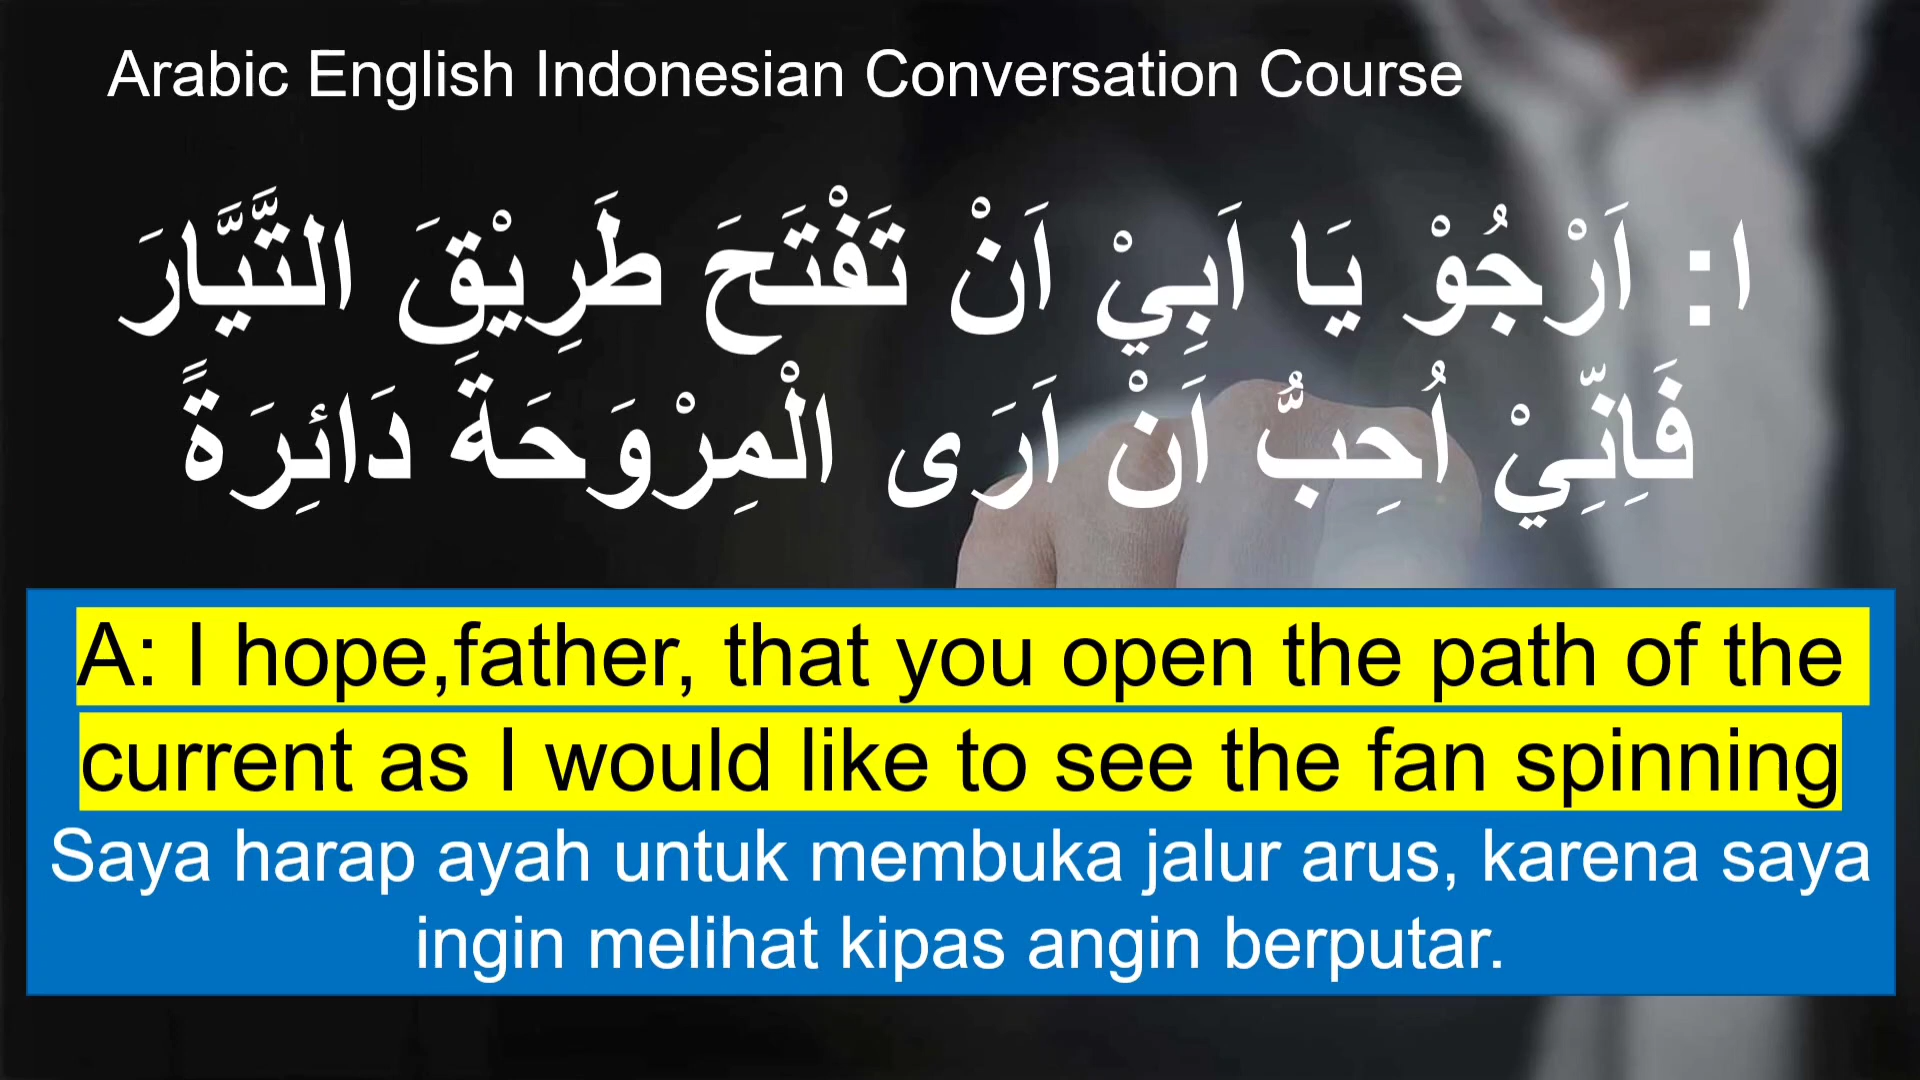 Arabic English Indonesian Conversation Course
ا: اَرْجُوْ يَا اَبِيْ اَنْ تَفْتَحَ طَرِيْقَ التَّيَّارَ
فَاِنِّيْ اُحِبُّ اَنْ اَرَى الْمِرْوَحَةَ دَائِرَةً
A: I hope,father, that you open the path of the
current as I would like to see the fan spinning
Saya harap ayah untuk membuka jalur arus, karena saya
ingin melihat kipas angin berputar.